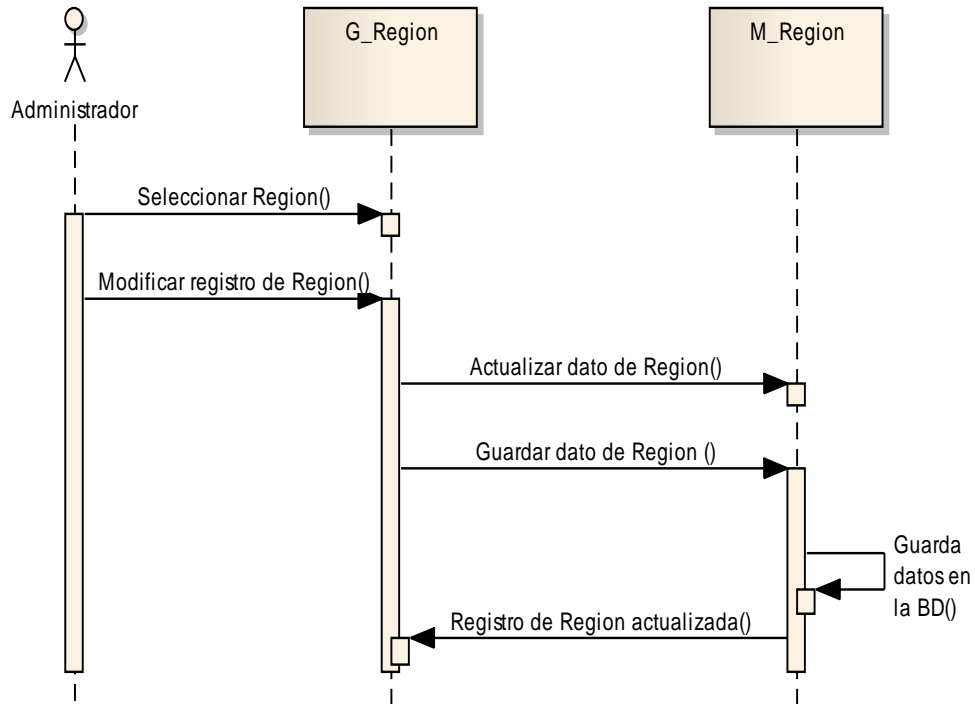 G_Region
M_Region
Administrador
Seleccionar Region()
Modificar registro de Region()
Actualizar dato de Region()
Guardar dato de Region ()
Guarda
datos en
la BD()
Registro de Region actualizada()